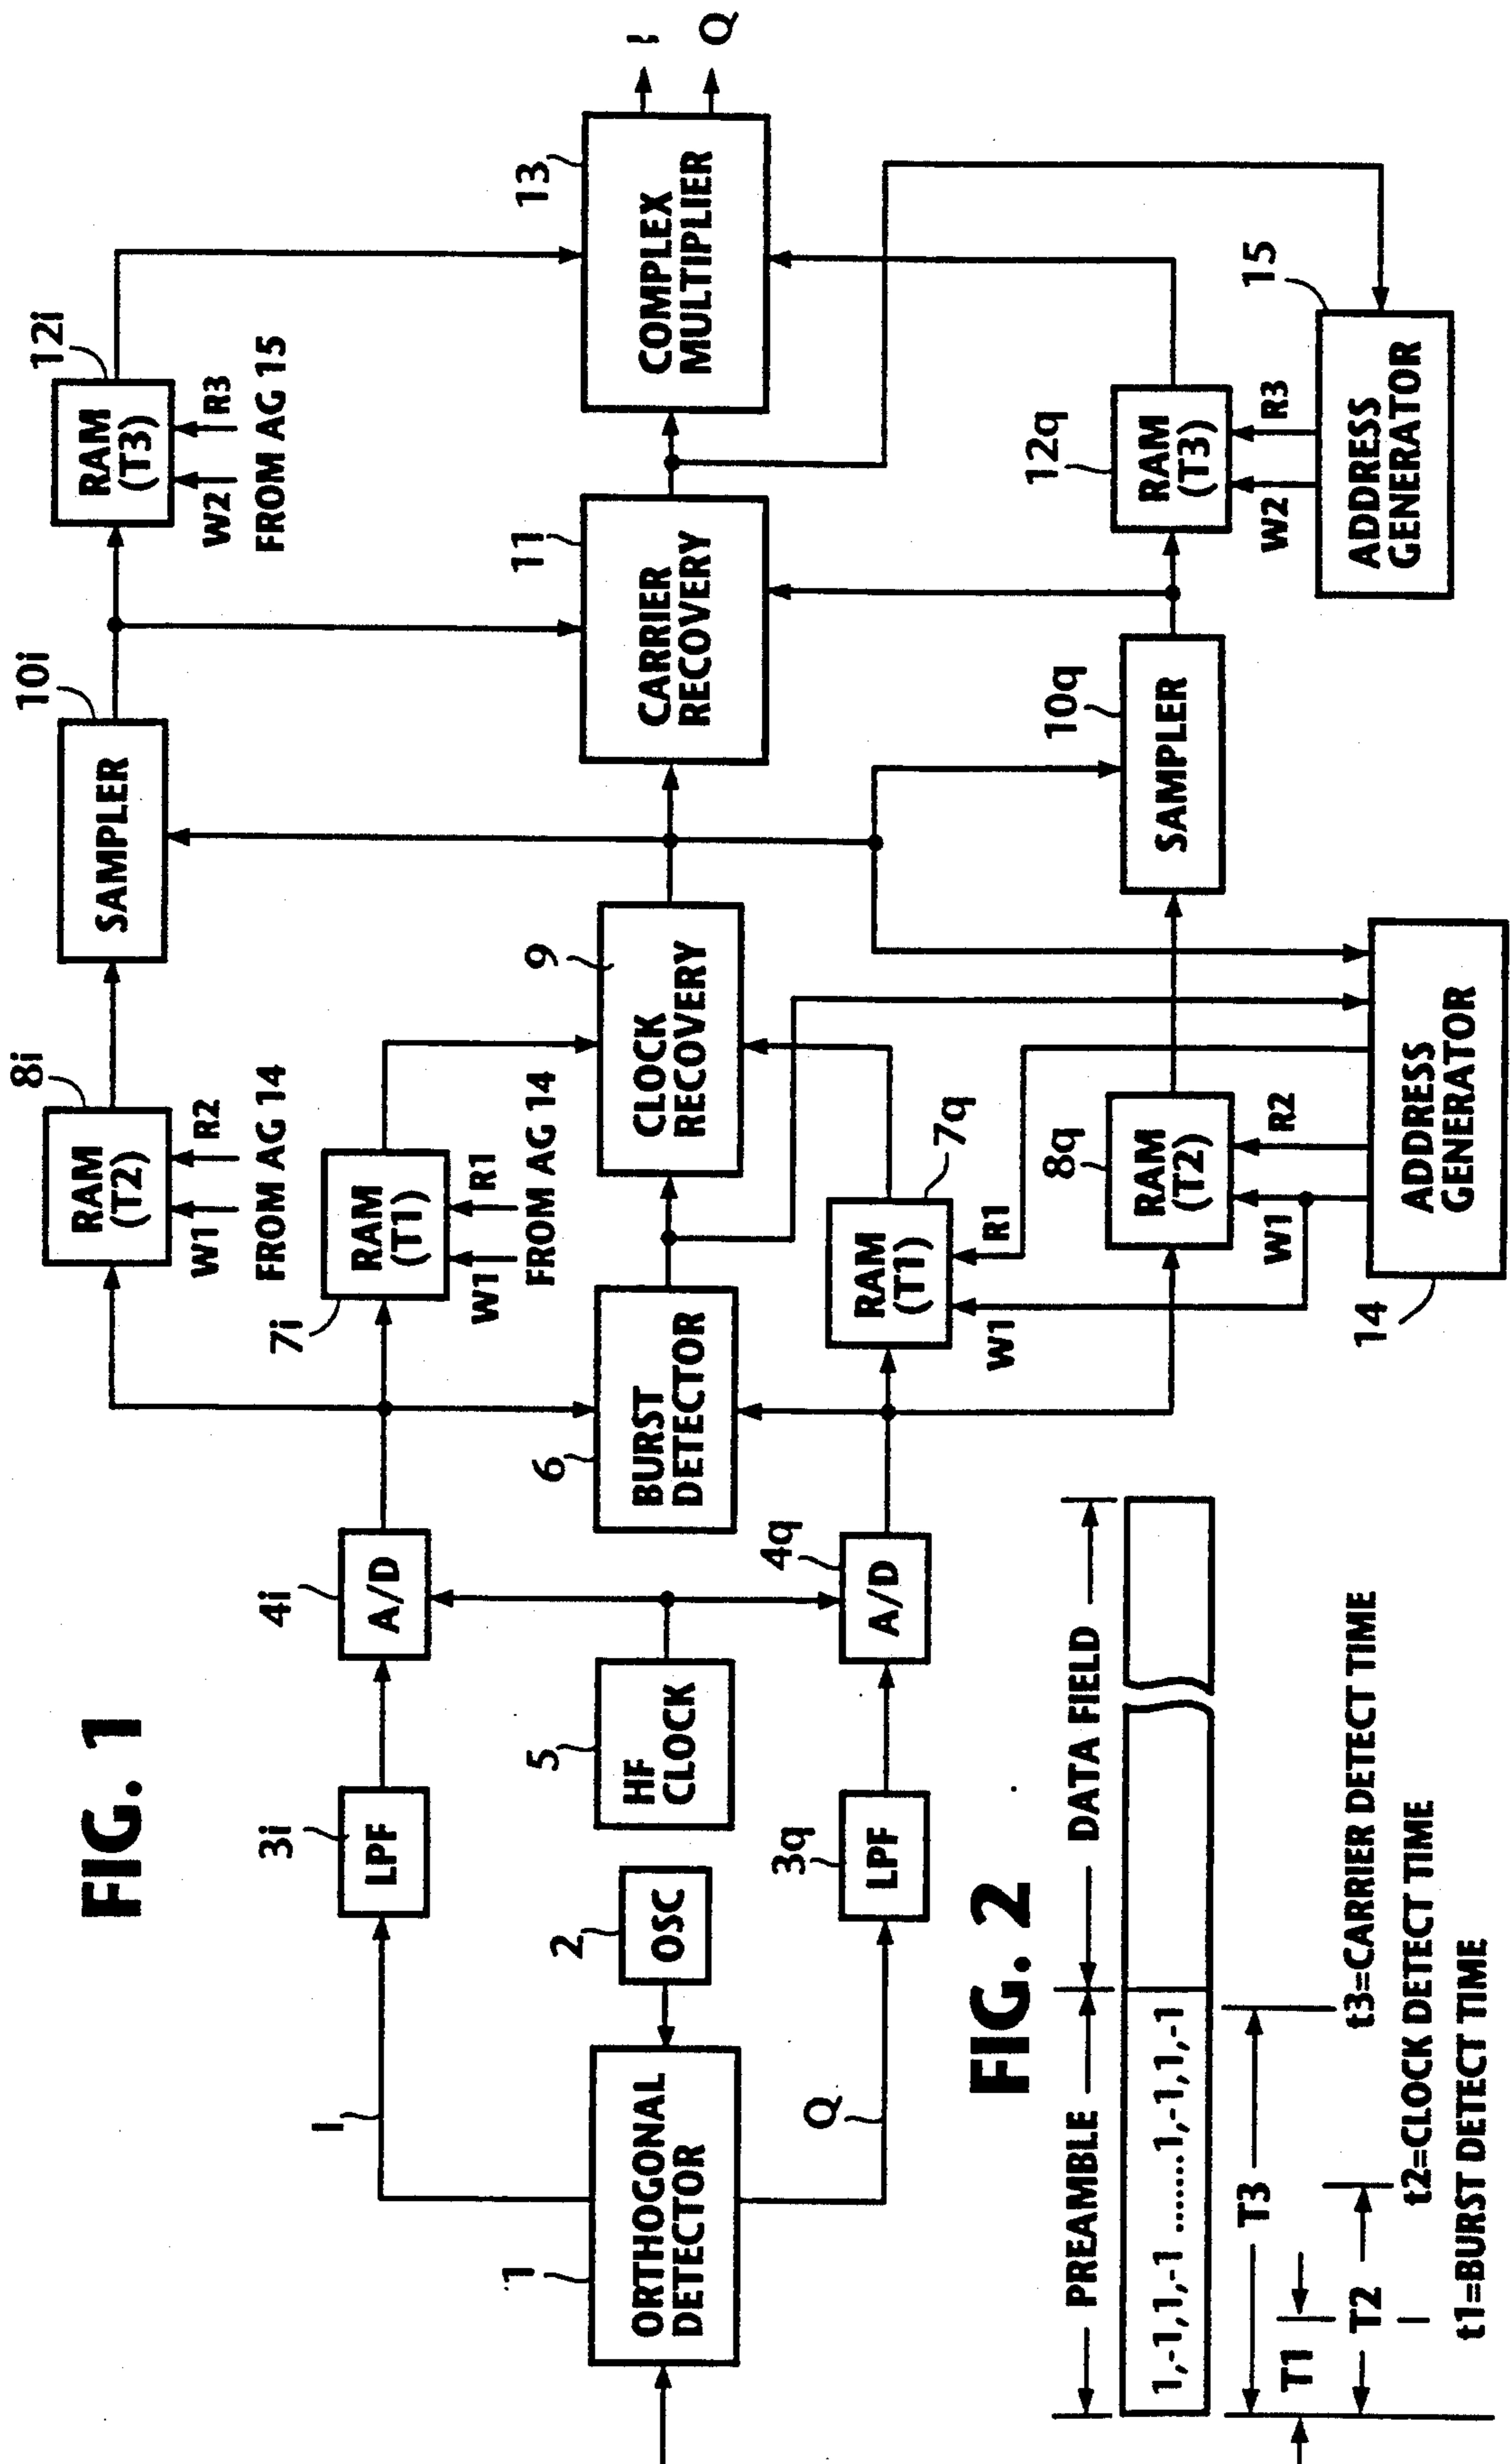 FIG. 1
1
ORTHOGONAL
DETECTOR
I
Q
2
OSC
3i
LPF
3q
LPF
5
HF
CLOCK
4i
A/D
4q
A/D
6
BURST
DETECTOR
7i
RAM
(T1)
W1
R1
FROM AG 14
8i
RAM
(T2)
W1
R2
FROM AG 14
7q
RAM
(T1)
W1
R1
8q
RAM
(T2)
W1
R2
14
ADDRESS
GENERATOR
9
CLOCK
RECOVERY
10i
SAMPLER
10q
SAMPLER
11
CARRIER
RECOVERY
12i
RAM
(T3)
W2
R3
FROM AG 15
12q
RAM
(T3)
W2
R3
15
ADDRESS
GENERATOR
13
COMPLEX
MULTIPLIER
I
Q
FIG. 2
PREAMBLE
DATA FIELD
1,-1,1,-1 .......1,-1,1,-1
T3
t3=CARRIER DETECT TIME
T1
T2
t2=CLOCK DETECT TIME
t1=BURST DETECT TIME